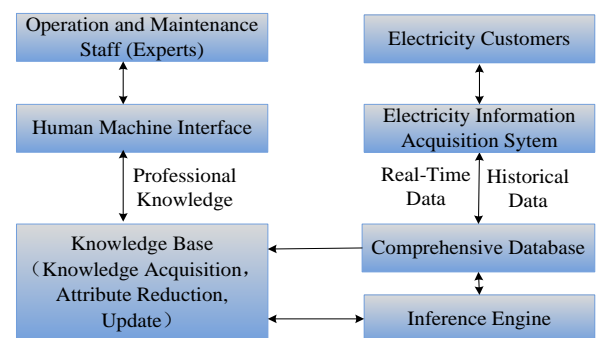 Operation and Maintenance
Staff (Experts)
Human Machine Interface
Professional
Knowledge
Knowledge Base
（Knowledge Acquisition，
Attribute Reduction,
Update）
Electricity Customers
Electricity Information
Acquisition Sytem
Real-Time
Data
Historical
Data
Comprehensive Database
Inference Engine